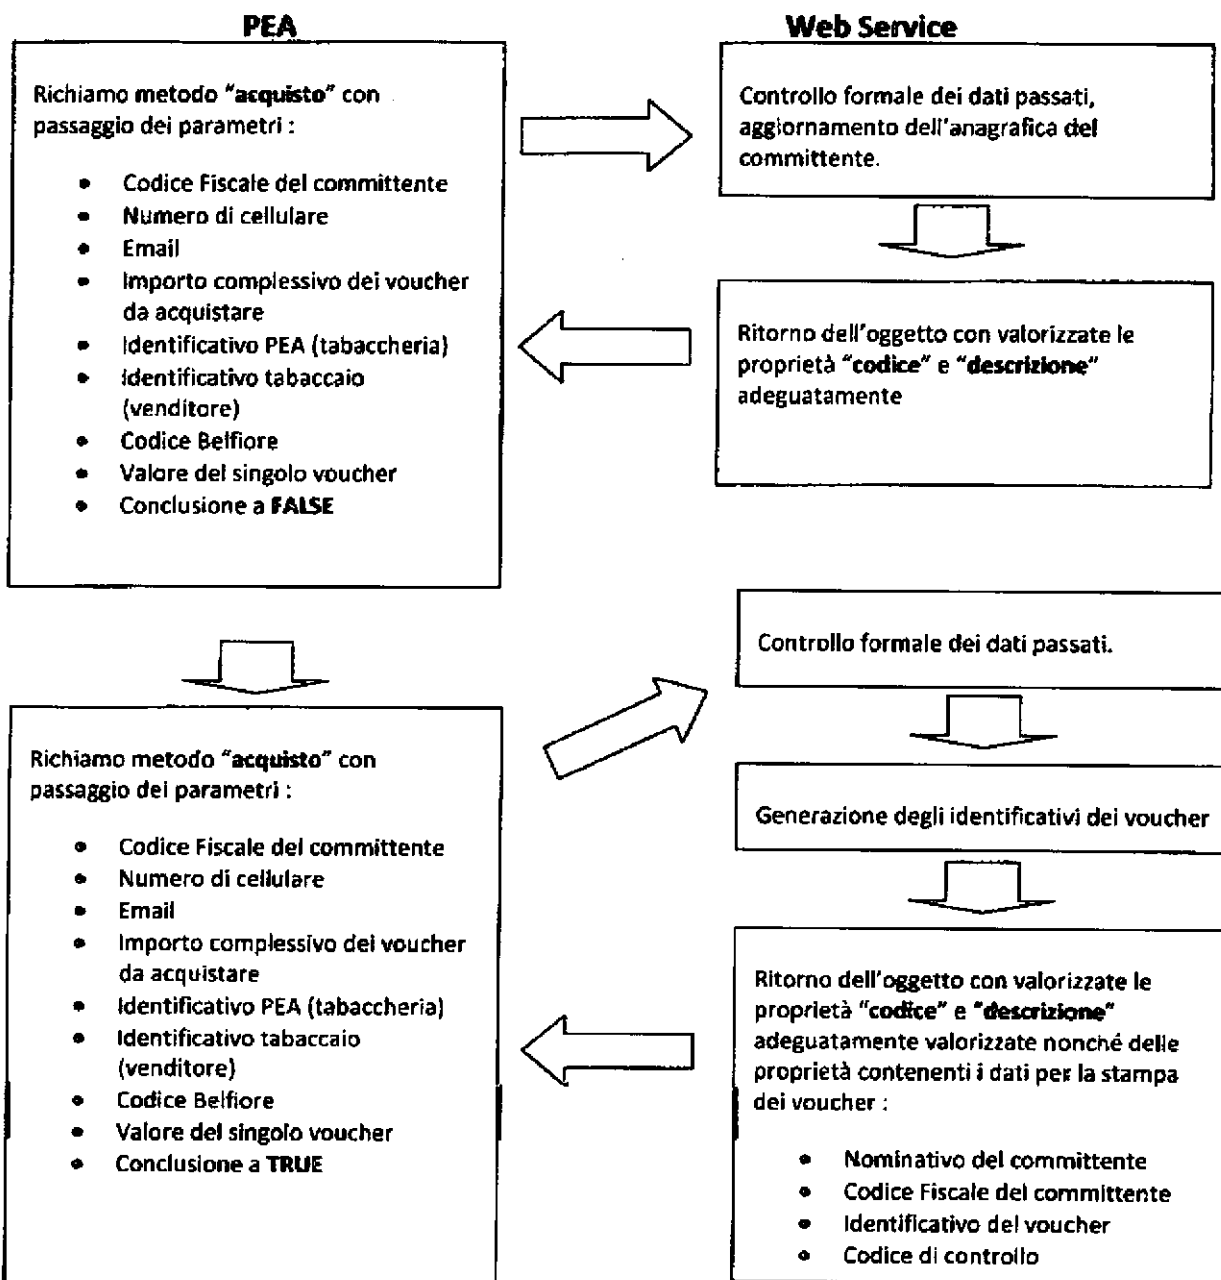 PEA
Web Service
Richiamo metodo "acquisto" con
passaggio dei parametri :
• Codice Fiscale del committente
• Numero di cellulare
• Email
• Importo complessivo dei voucher
da acquistare
• Identificativo PEA (tabaccheria)
• Identificativo tabaccaio
(venditore)
• Codice Belfiore
• Valore del singolo voucher
• Conclusione a FALSE
Controllo formale dei dati passati,
aggiornamento dell'anagrafica del
committente.
Ritorno dell'oggetto con valorizzate le
proprietà "codice" e "descrizione"
adeguatamente
Richiamo metodo "acquisto" con
passaggio dei parametri :
• Codice Fiscale del committente
• Numero di cellulare
• Email
• Importo complessivo dei voucher
da acquistare
• Identificativo PEA (tabaccheria)
• Identificativo tabaccaio
(venditore)
• Codice Belfiore
• Valore del singolo voucher
• Conclusione a TRUE
Controllo formale dei dati passati.
Generazione degli identificativi dei voucher
Ritorno dell'oggetto con valorizzate le
proprietà "codice" e "descrizione"
adeguatamente valorizzate nonché delle
proprietà contenenti i dati per la stampa
dei voucher :
• Nominativo del committente
• Codice Fiscale del committente
• Identificativo del voucher
• Codice di controllo